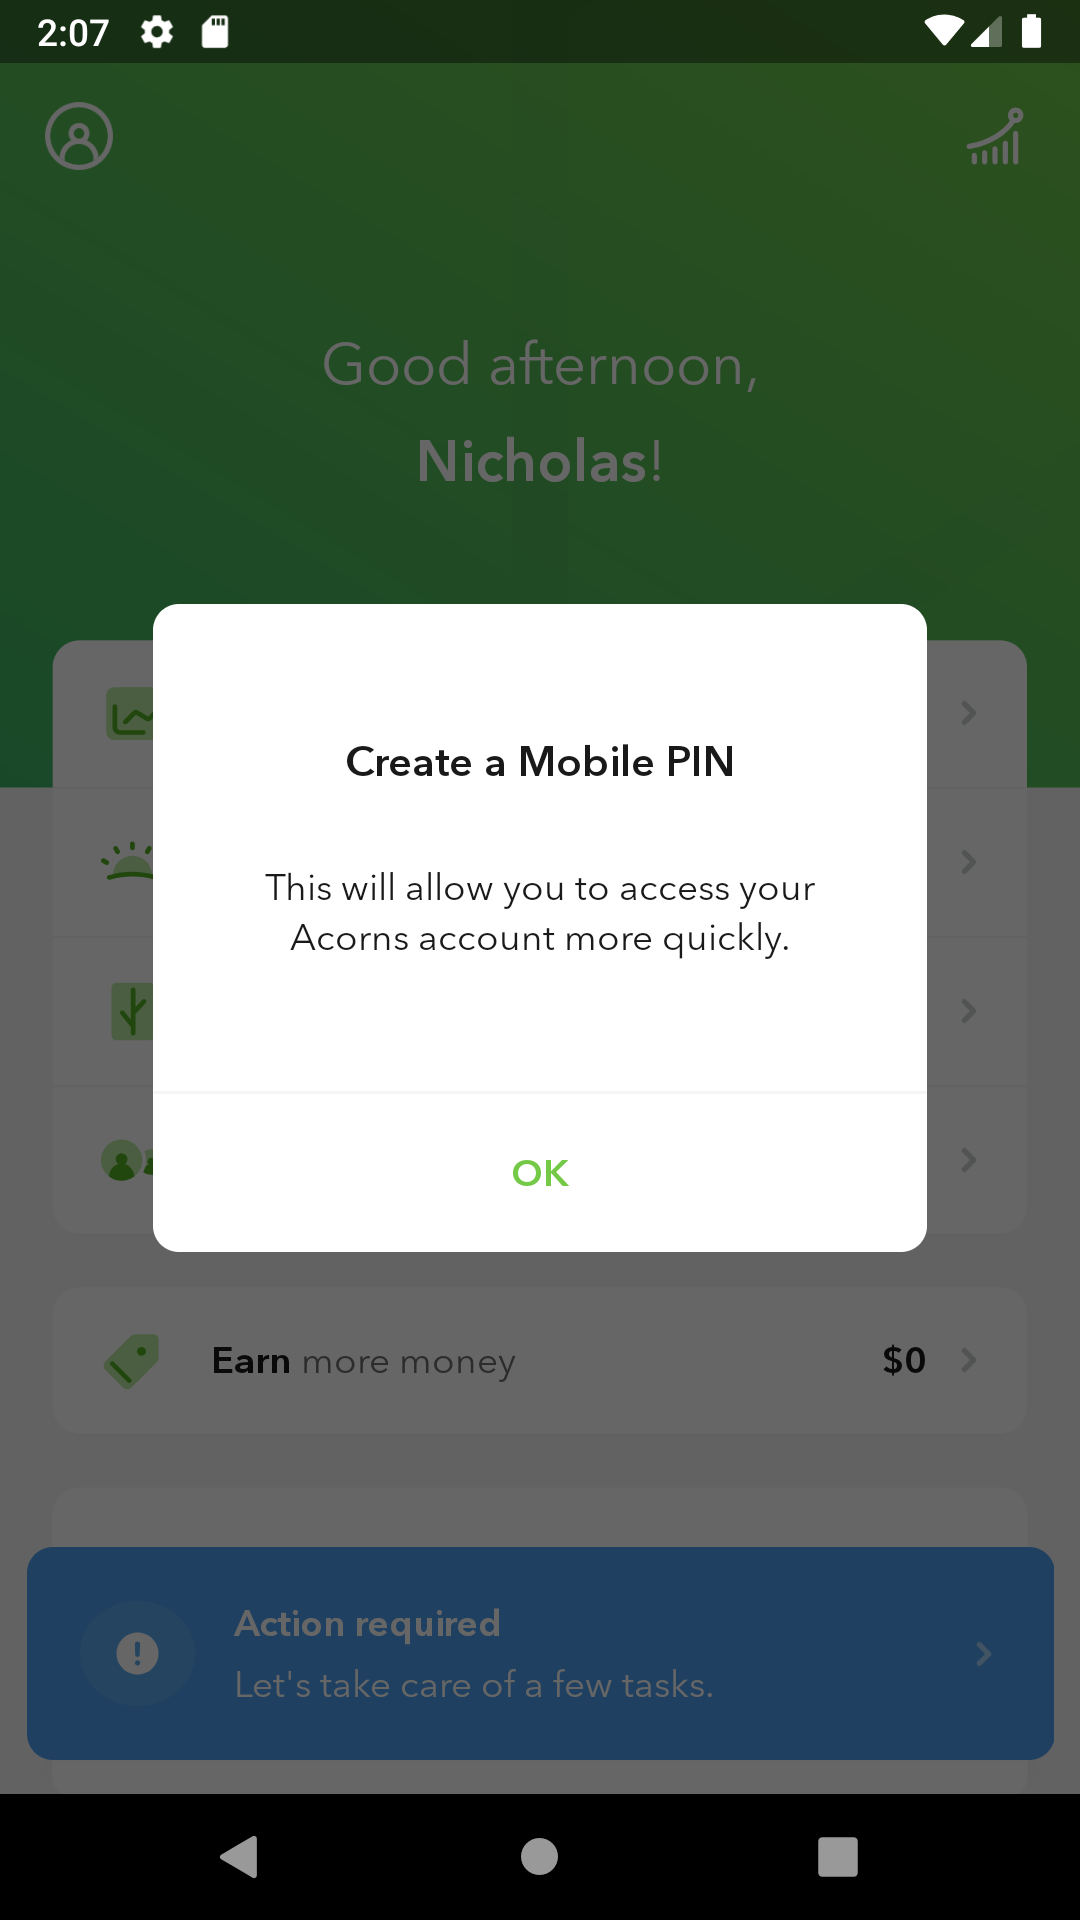 2:07
Good afternoon,
Nicholas!
Create a Mobile PIN
This will allow you to access your
Acorns account more quickly.
OK
Earn more money $0
Action required
Let's take care of a few tasks.